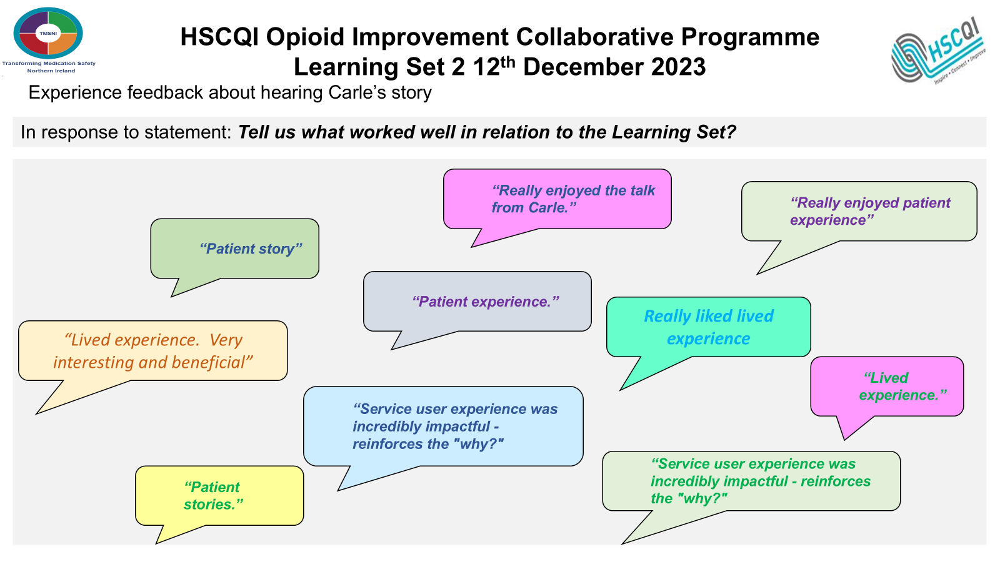 TMSNI
Transforming Medication Safety
Northern Ireland
HSCQI Opioid Improvement Collaborative Programme
Learning Set 2 12th December 2023
HSCQI
Inspire • Connect • Improve
Experience feedback about hearing Carle’s story
In response to statement: Tell us what worked well in relation to the Learning Set?
“Really enjoyed the talk
from Carle.”
“Really enjoyed patient
experience”
“Patient story”
“Patient experience.”
Really liked lived
experience
“Lived experience.  Very
interesting and beneficial”
“Lived
experience.”
“Service user experience was
incredibly impactful -
reinforces the "why?"
“Service user experience was
incredibly impactful - reinforces
the "why?"
“Patient
stories.”